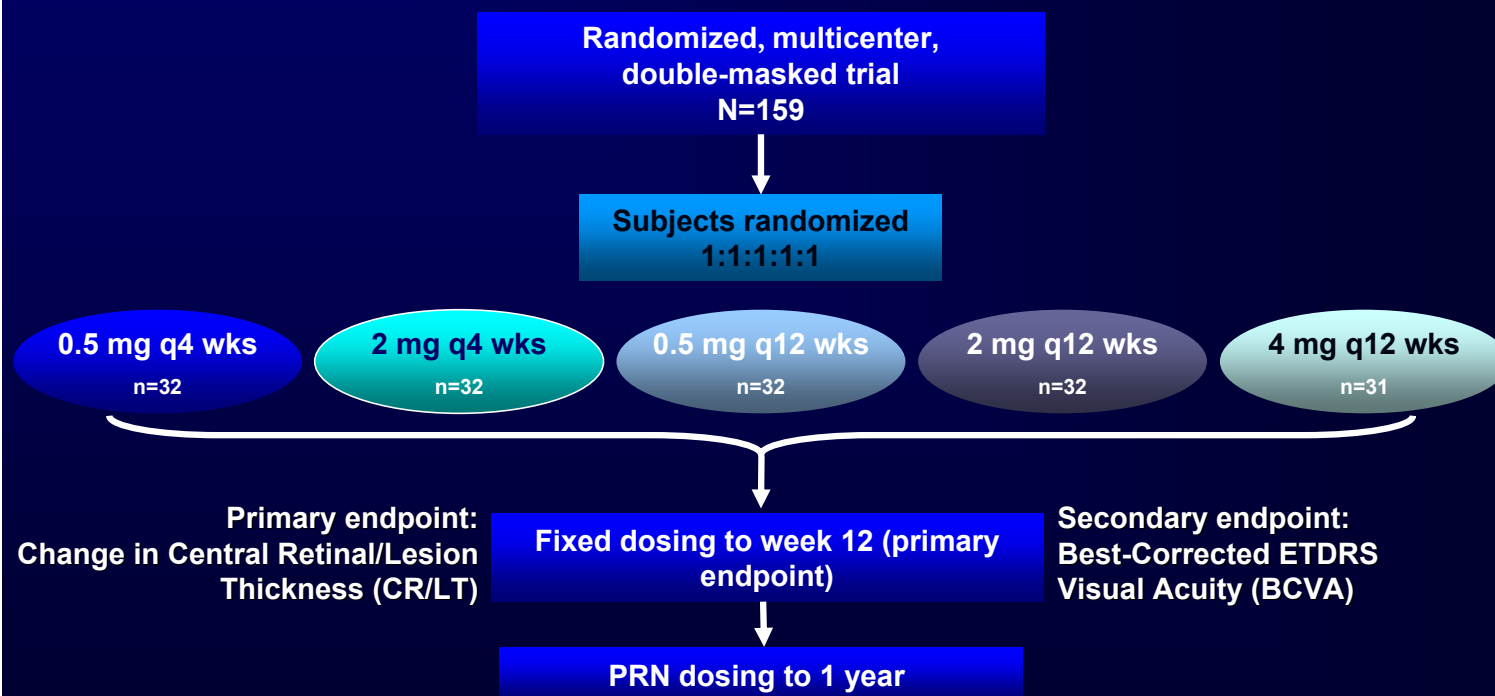 Randomized, multicenter,
double-masked trial
N=159
Subjects randomized
1:1:1:1:1
0.5 mg q4 wks
n=32
2 mg q4 wks
n=32
0.5 mg q12 wks
n=32
2 mg q12 wks
n=32
4 mg q12 wks
n=31
Primary endpoint:
Change in Central Retinal/Lesion
Thickness (CR/LT)
Fixed dosing to week 12 (primary
endpoint)
Secondary endpoint:
Best-Corrected ETDRS
Visual Acuity (BCVA)
PRN dosing to 1 year